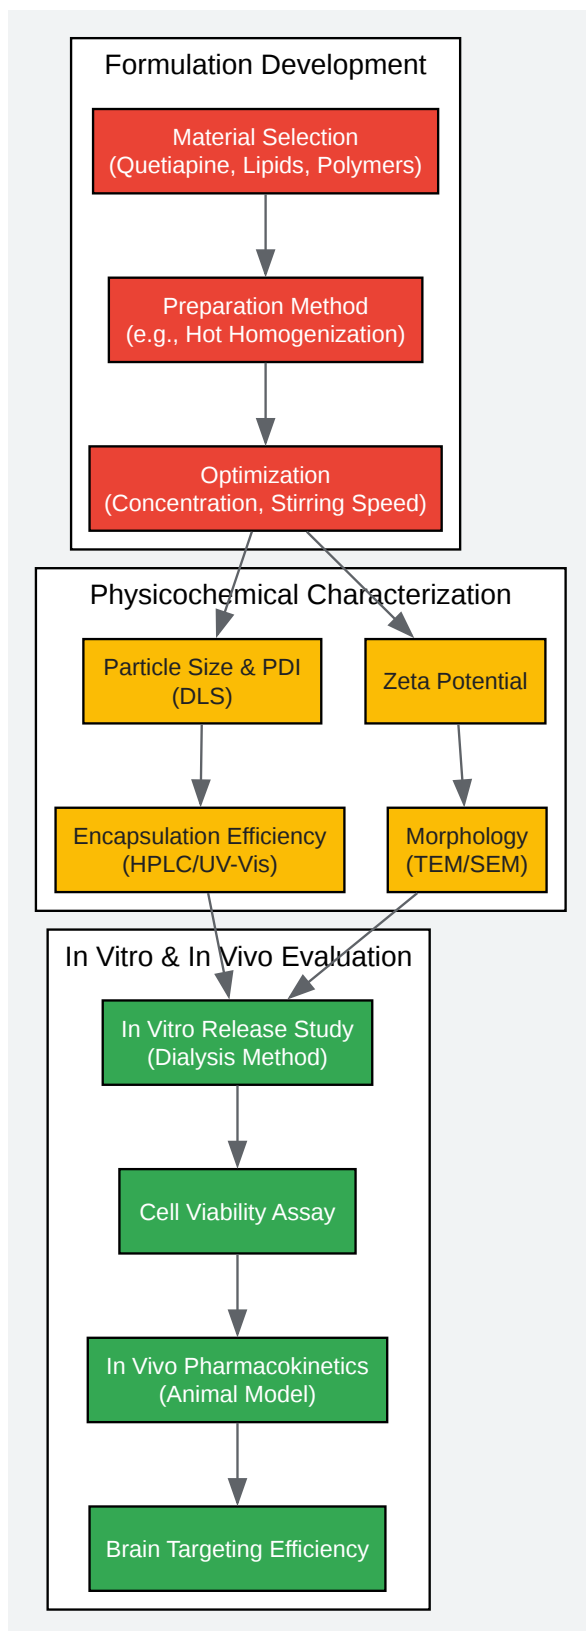 Formulation Development
Material Selection
(Quetiapine, Lipids, Polymers)
Preparation Method
(e.g., Hot Homogenization)
Optimization
(Concentration, Stirring Speed)
Physicochemical Characterization
Particle Size & PDI
(DLS)
Zeta Potential
Encapsulation Efficiency
(HPLC/UV-Vis)
Morphology
(TEM/SEM)
In Vitro & In Vivo Evaluation
In Vitro Release Study
(Dialysis Method)
Cell Viability Assay
In Vivo Pharmacokinetics
(Animal Model)
Brain Targeting Efficiency